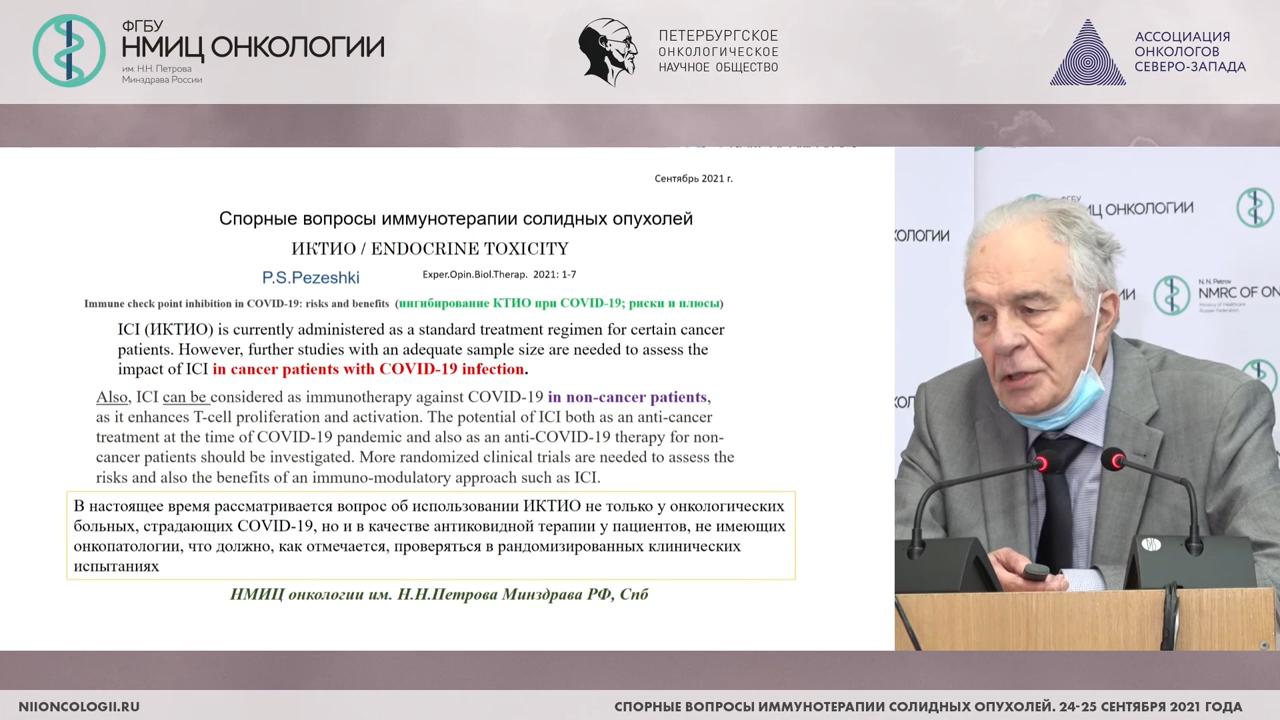 ФГБУ
НМИЦ ОНКОЛОГИИ
им. Н.Н. Петрова
Минздрава России
ПЕТЕРБУРГСКОЕ
ОНКОЛОГИЧЕСКОЕ
НАУЧНОЕ ОБЩЕСТВО
АССОЦИАЦИЯ
ОНКОЛОГОВ
СЕВЕРО-ЗАПАДА
Сентябрь 2021 г.
Спорные вопросы иммунотерапии солидных опухолей
ИКТИО / ENDOCRINE TOXICITY
P.S.Pezeshki Exper.Opin.Biol.Therap. 2021: 1-7
Immune check point inhibition in COVID-19: risks and benefits (ингибирование КТИО при COVID-19; риски и плюсы)
ICI (ИКТИО) is currently administered as a standard treatment regimen for certain cancer
patients. However, further studies with an adequate sample size are needed to assess the
impact of ICI in cancer patients with COVID-19 infection.
Also, ICI can be considered as immunotherapy against COVID-19 in non-cancer patients,
as it enhances T-cell proliferation and activation. The potential of ICI both as an anti-cancer
treatment at the time of COVID-19 pandemic and also as an anti-COVID-19 therapy for non-
cancer patients should be investigated. More randomized clinical trials are needed to assess the
risks and also the benefits of an immuno-modulatory approach such as ICI.
В настоящее время рассматривается вопрос об использовании ИКТИО не только у онкологических
больных, страдающих COVID-19, но и в качестве антиковидной терапии у пациентов, не имеющих
онкопатологии, что должно, как отмечается, проверяться в рандомизированных клинических
испытаниях
НМИЦ онкологии им. Н.Н.Петрова Минздрава РФ, Спб
ФГБУ
ИЦ ОНКОЛОГИИ
КОЛОГИИ
N.N. Petrov
NMRC OF ON
Ministry of Healthcare
Russian Federation
NIIONCOLOGII.RU
СПОРНЫЕ ВОПРОСЫ ИММУНОТЕРАПИИ СОЛИДНЫХ ОПУХОЛЕЙ. 24-25 СЕНТЯБРЯ 2021 ГОДА